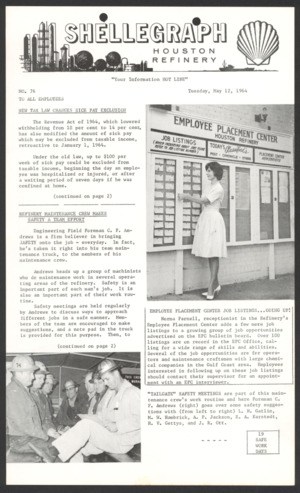 SHELLEGRAPH
HOUSTON
REFINERY
"Your Information HOT LINE"
NO. 76
Tuesday, May 12, 1964
TO ALL EMPLOYEES
NEW TAX LAW CHANGES SICK PAY EXCLUSION
The Revenue Act of 1964, which lowered
withholding from 18 per cent to 14 per cent,
has also modified the amount of sick pay
which may be excluded from taxable income,
retroactive to January 1, 1964.
Under the old law, up to $100 per
week of sick pay could be excluded from
taxable income, beginning the day an employee
was hospitalized or injured, or after
a waiting period of seven days if he was
confined at home.
(continued on page 2)
REFINERY MAINTENANCE CREW MAKES
SAFETY A TEAM EFFORT
Engineering Field Foreman C. F. Andrews
is a firm believer in bringing
SAFETY onto the job - everyday. In fact,
he's taken it right into his team maintenance
truck, to the members of his
maintenance crew.
Andrews heads up a group of machinists
who do maintenance work in several operating
areas of the refinery. Safety is an
important part of each man's job. It is
also an important part of their work routine.
Safety meetings are held regularly
by Andrews to discuss ways to approach
different jobs in a safe manner. Members
of the team are encouraged to make
suggestions, and a note pad in the truck
is provided for this purpose. Then, to
(continued on page 2)
EMPLOYEE PLACEMENT CENTER
HOUSTON REFINERY
JOB LISTINGS
TODAY'S
EMPLOYEE PLACEMENT CENTER JOB LISTINGS...
Norma Parnell, receptionist in the Refinery's
Employee Placement Center adds a few more job
listings to a growing group of job opportunities
advertised on the EPC bulletin board. Over 100
listings are on record in the EPC Office, calling
for a wide range of skills and abilities.
Several of the job opportunities are for operators
and maintenance craftsmen with large chemical
companies in the Gulf Coast area. Employees
interested in following up on these job listings
should contact their supervisor for an appointment
with an EPC interviewer.
"TAILGATE SAFETY MEETINGS are part of this maintenance
crew's work routine and here Foreman C.
F. Andrews (right) goes over some safety suggestions
with (from left to right) L. H. Curlis,
M. W. Hambrick, A. P. Jackson, S. A. Karstedt,
H. V. Gettys, and J. R. Ott.
19
SAFE
WORK
DAYS